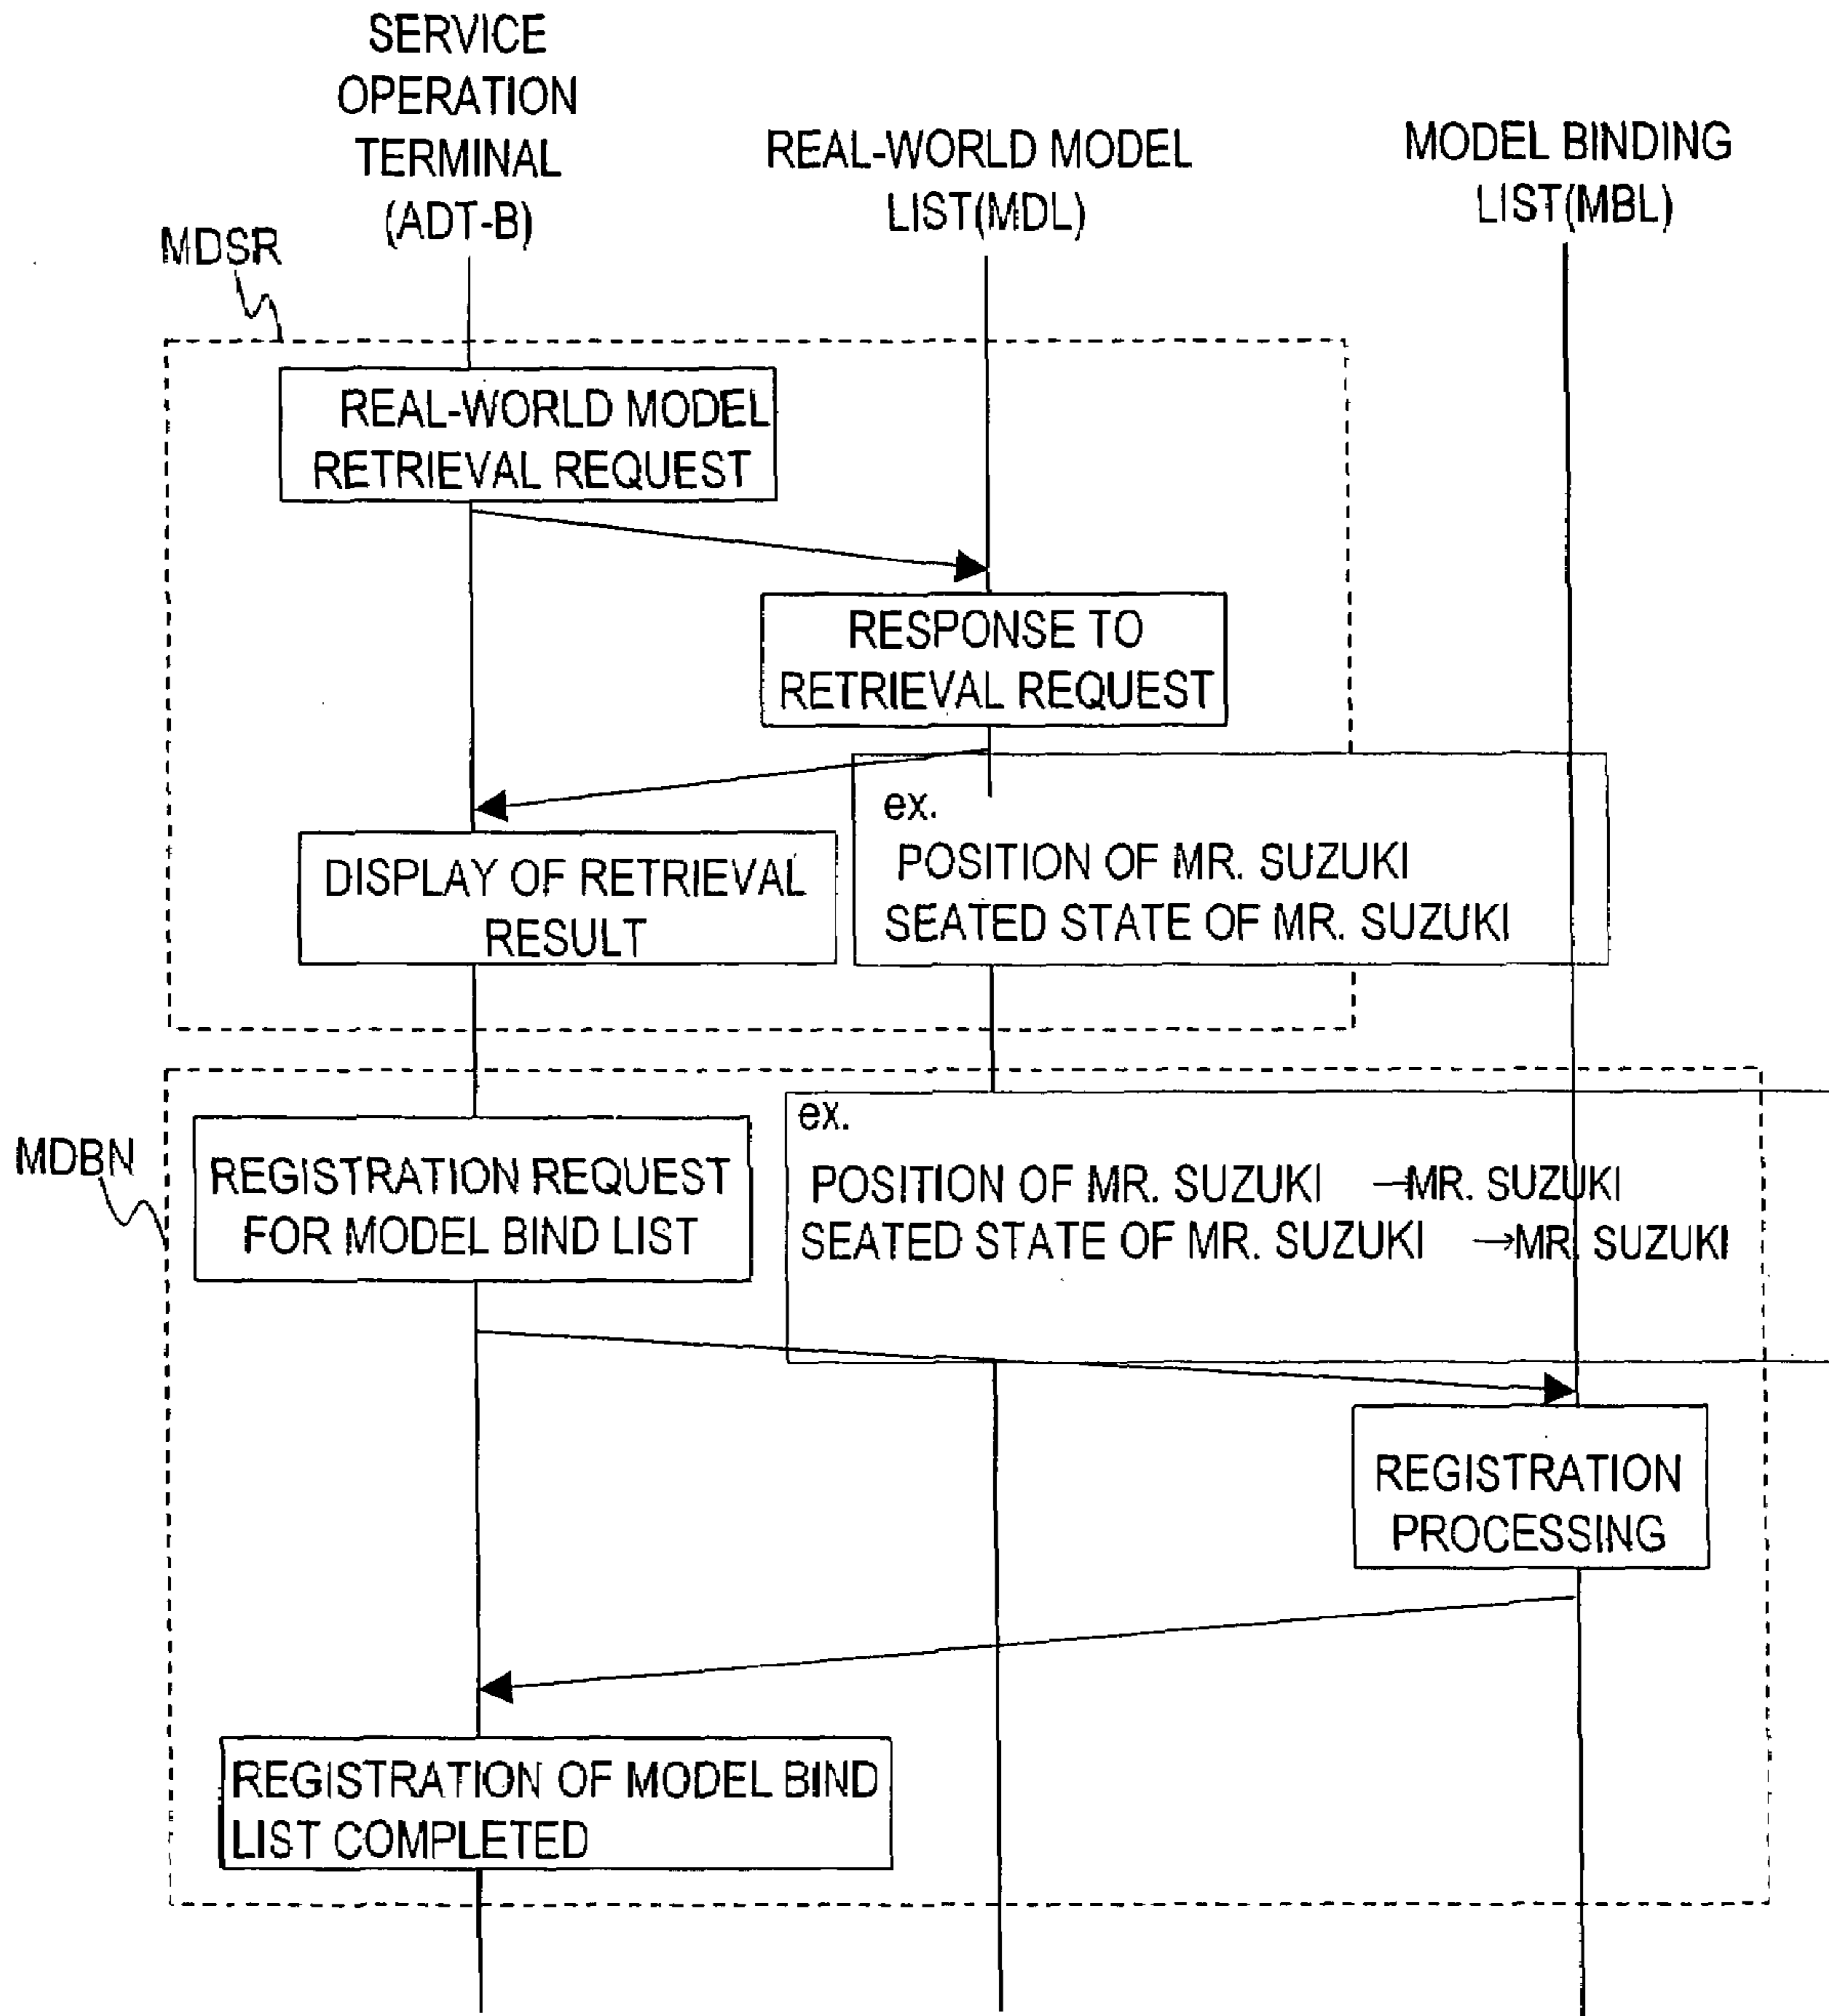 SERVICE
OPERATION
TERMINAL
(ADT-B)
REAL-WORLD MODEL
LIST(MDL)
MODEL BINDING
LIST(MBL)
MDSR
REAL-WORLD MODEL
RETRIEVAL REQUEST
RESPONSE TO
RETRIEVAL REQUEST
ex.
POSITION OF MR. SUZUKI
SEATED STATE OF MR. SUZUKI
DISPLAY OF RETRIEVAL
RESULT
MDBN
REGISTRATION REQUEST
FOR MODEL BIND LIST
ex.
POSITION OF MR. SUZUKI →MR. SUZUKI
SEATED STATE OF MR. SUZUKI →MR. SUZUKI
REGISTRATION
PROCESSING
REGISTRATION OF MODEL BIND
LIST COMPLETED